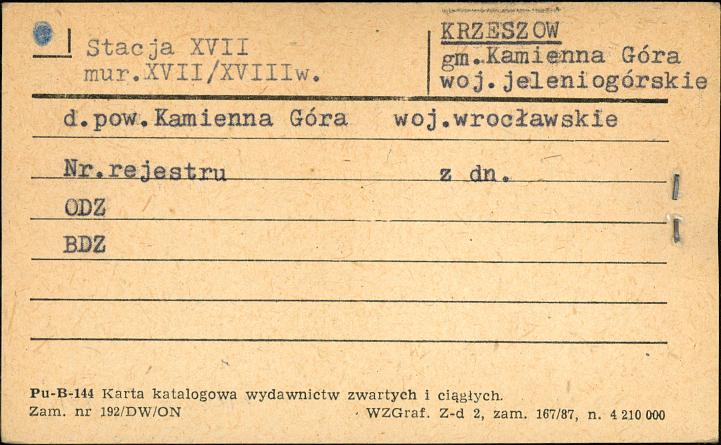 Stacja XVII
mur.XVII/XVIIIw.
KRZESZOW
gm.Kamienna Góra
woj.jeleniogórskie
d.pow.Kamienna Góra woj.wrocławskie
Nr.rejestru z dn.
ODZ
BDZ
Pu-B-144 Karta katalogowa wydawnictw zwartych i ciągłych.
Zam. nr 192/DW/ON WZGraf. Z-d 2, zam. 167/87, n. 4 210 000